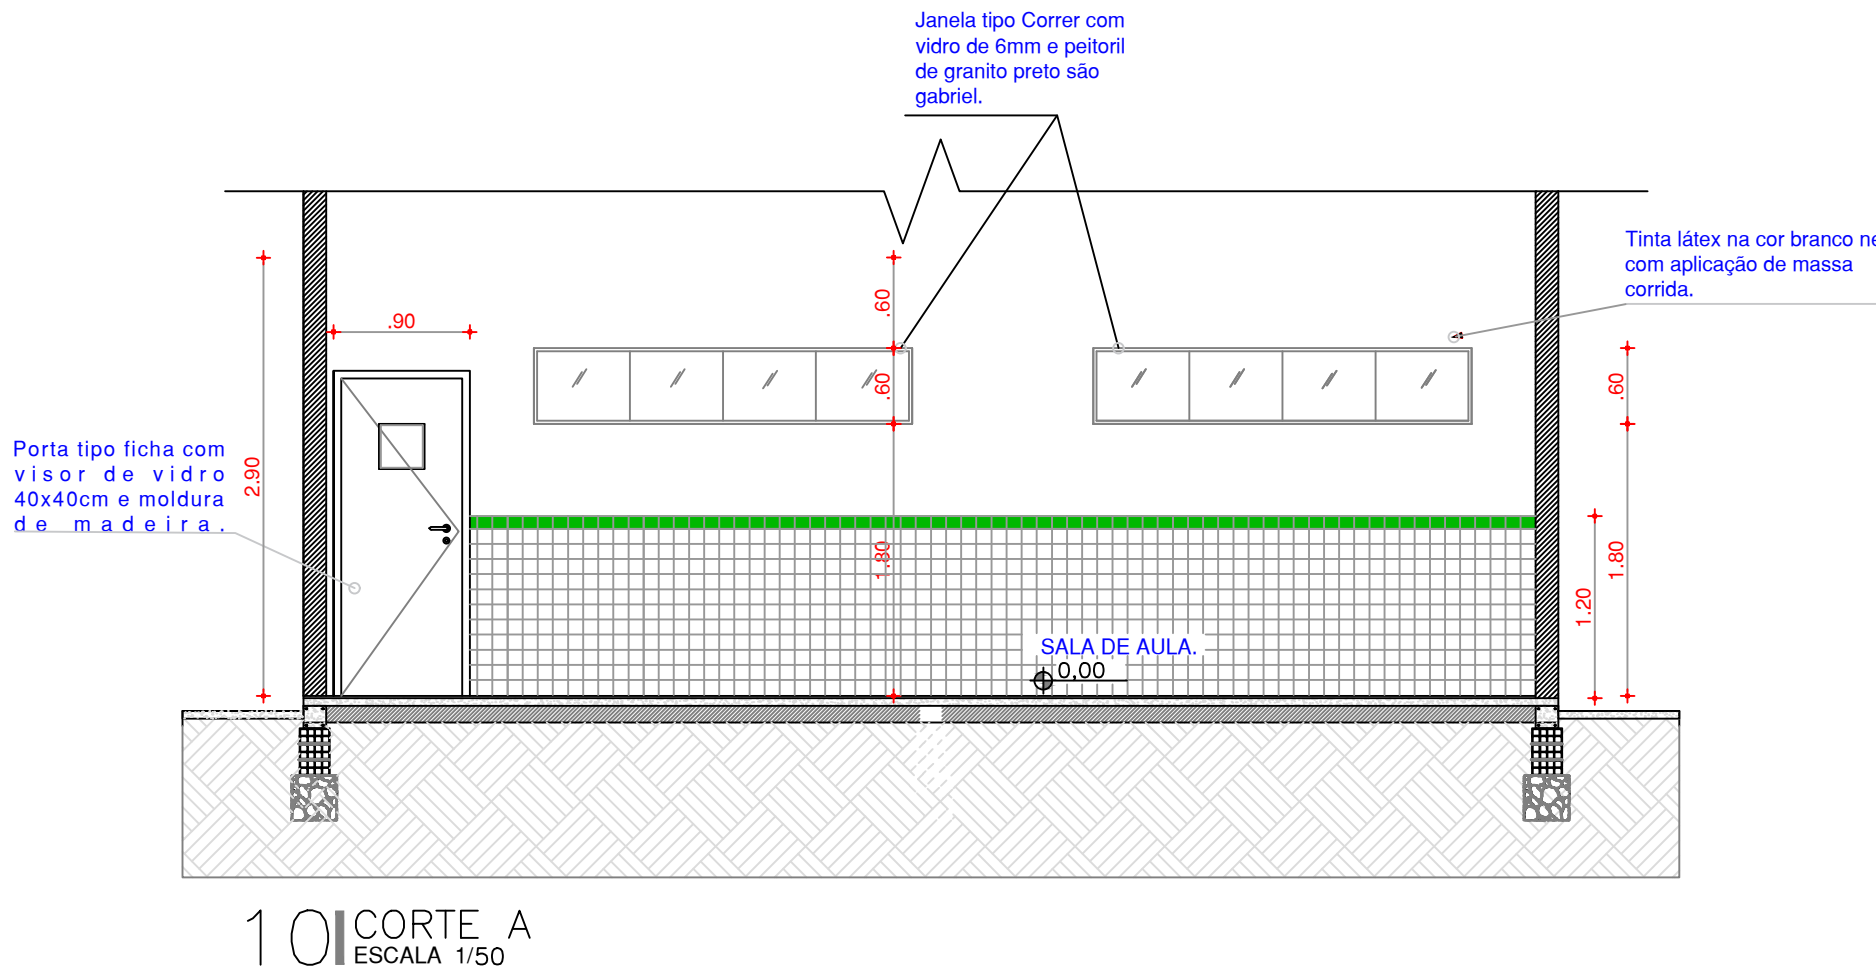 Janela tipo Correr com
vidro de 6mm e peitoril
de granito preto são
gabriel.
Tinta látex na cor branco
com aplicação de massa
corrida.
.60
.90
.60
.60
Porta tipo ficha com
visor de vidro
40x40cm e moldura
de madeira.
2.90
1.80
1.80
1.20
SALA DE AULA.
0,00
10
CORTE A
ESCALA 1/50